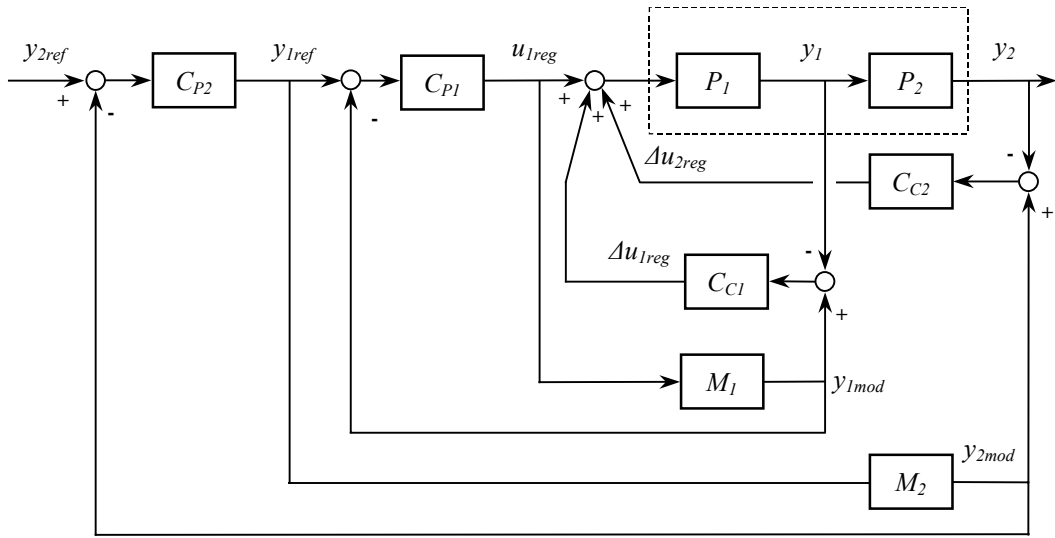 y2ref
y1ref
u1reg
y1
y2
CP2
CP1
P1
P2
+
-
-
+
+
+
Δu2reg
CC2
-
+
Δu1reg
CC1
-
+
M1
y1mod
y2mod
M2